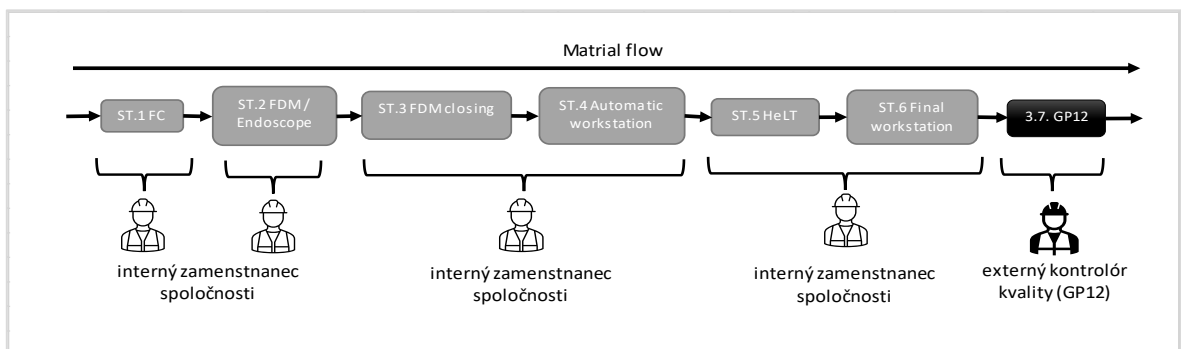 Matrial flow
ST.1 FC
ST.2 FDM /
Endoscope
ST.3 FDM closing
ST.4 Automatic
workstation
ST.5 HeLT
ST.6 Final
workstation
3.7. GP12
interný zamenstnanec
spoločnosti
interný zamenstnanec
spoločnosti
interný zamenstnanec
spoločnosti
externý kontrolór
kvality (GP12)